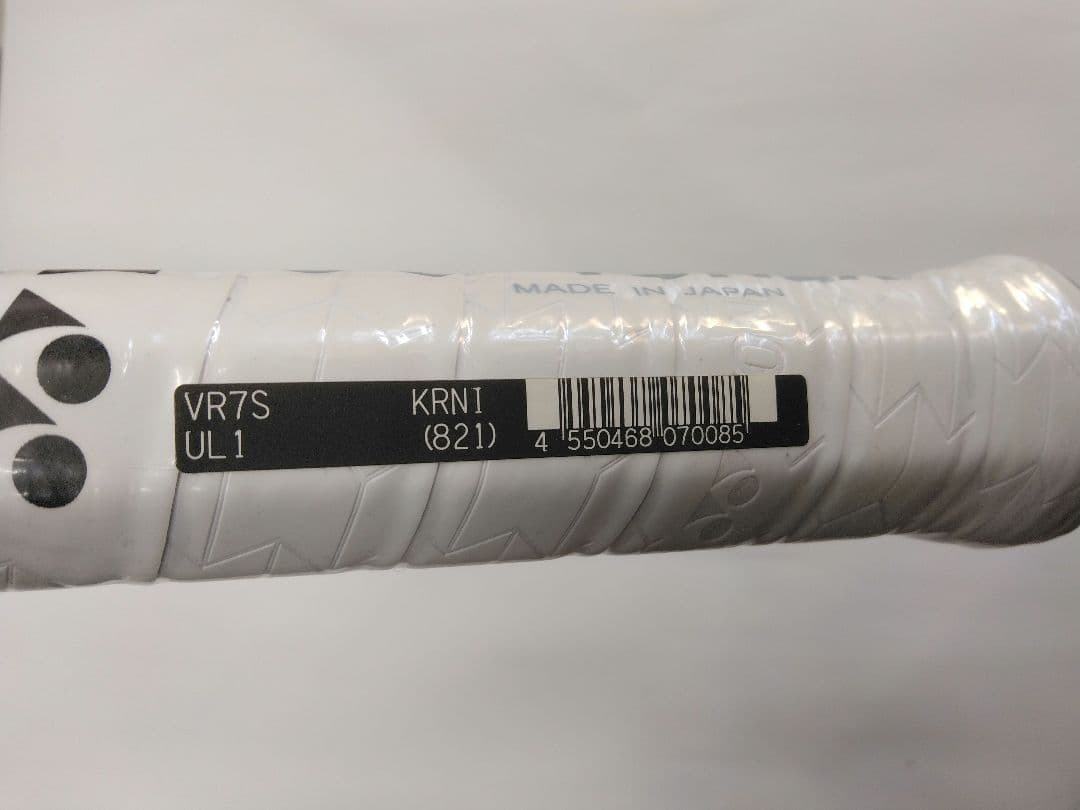 MADE IN JAPAN
VR7S KRNI
UL1 (821)
4 550468 070085